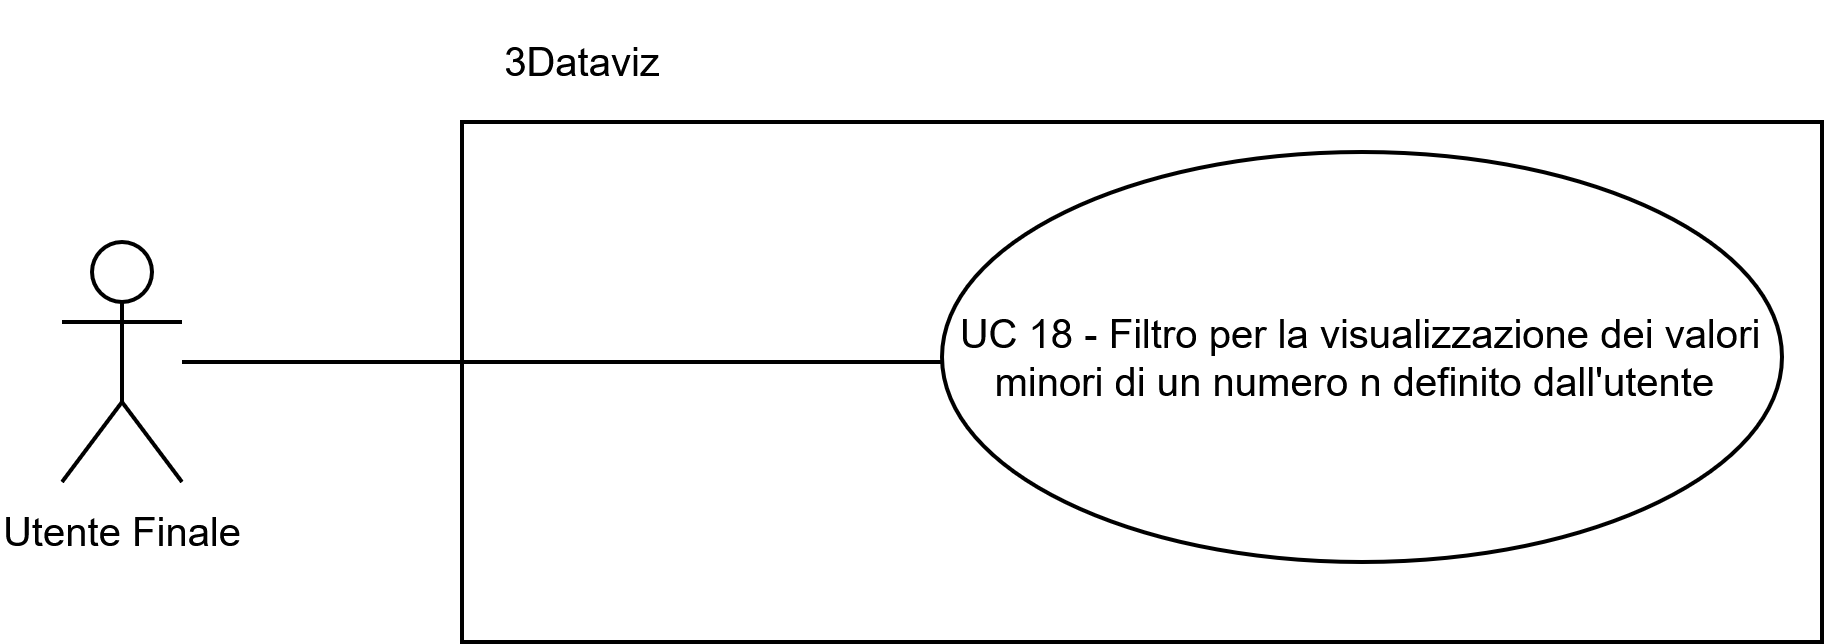 3Dataviz
UC 18 - Filtro per la visualizzazione dei valori
minori di un numero n definito dall'utente
Utente Finale